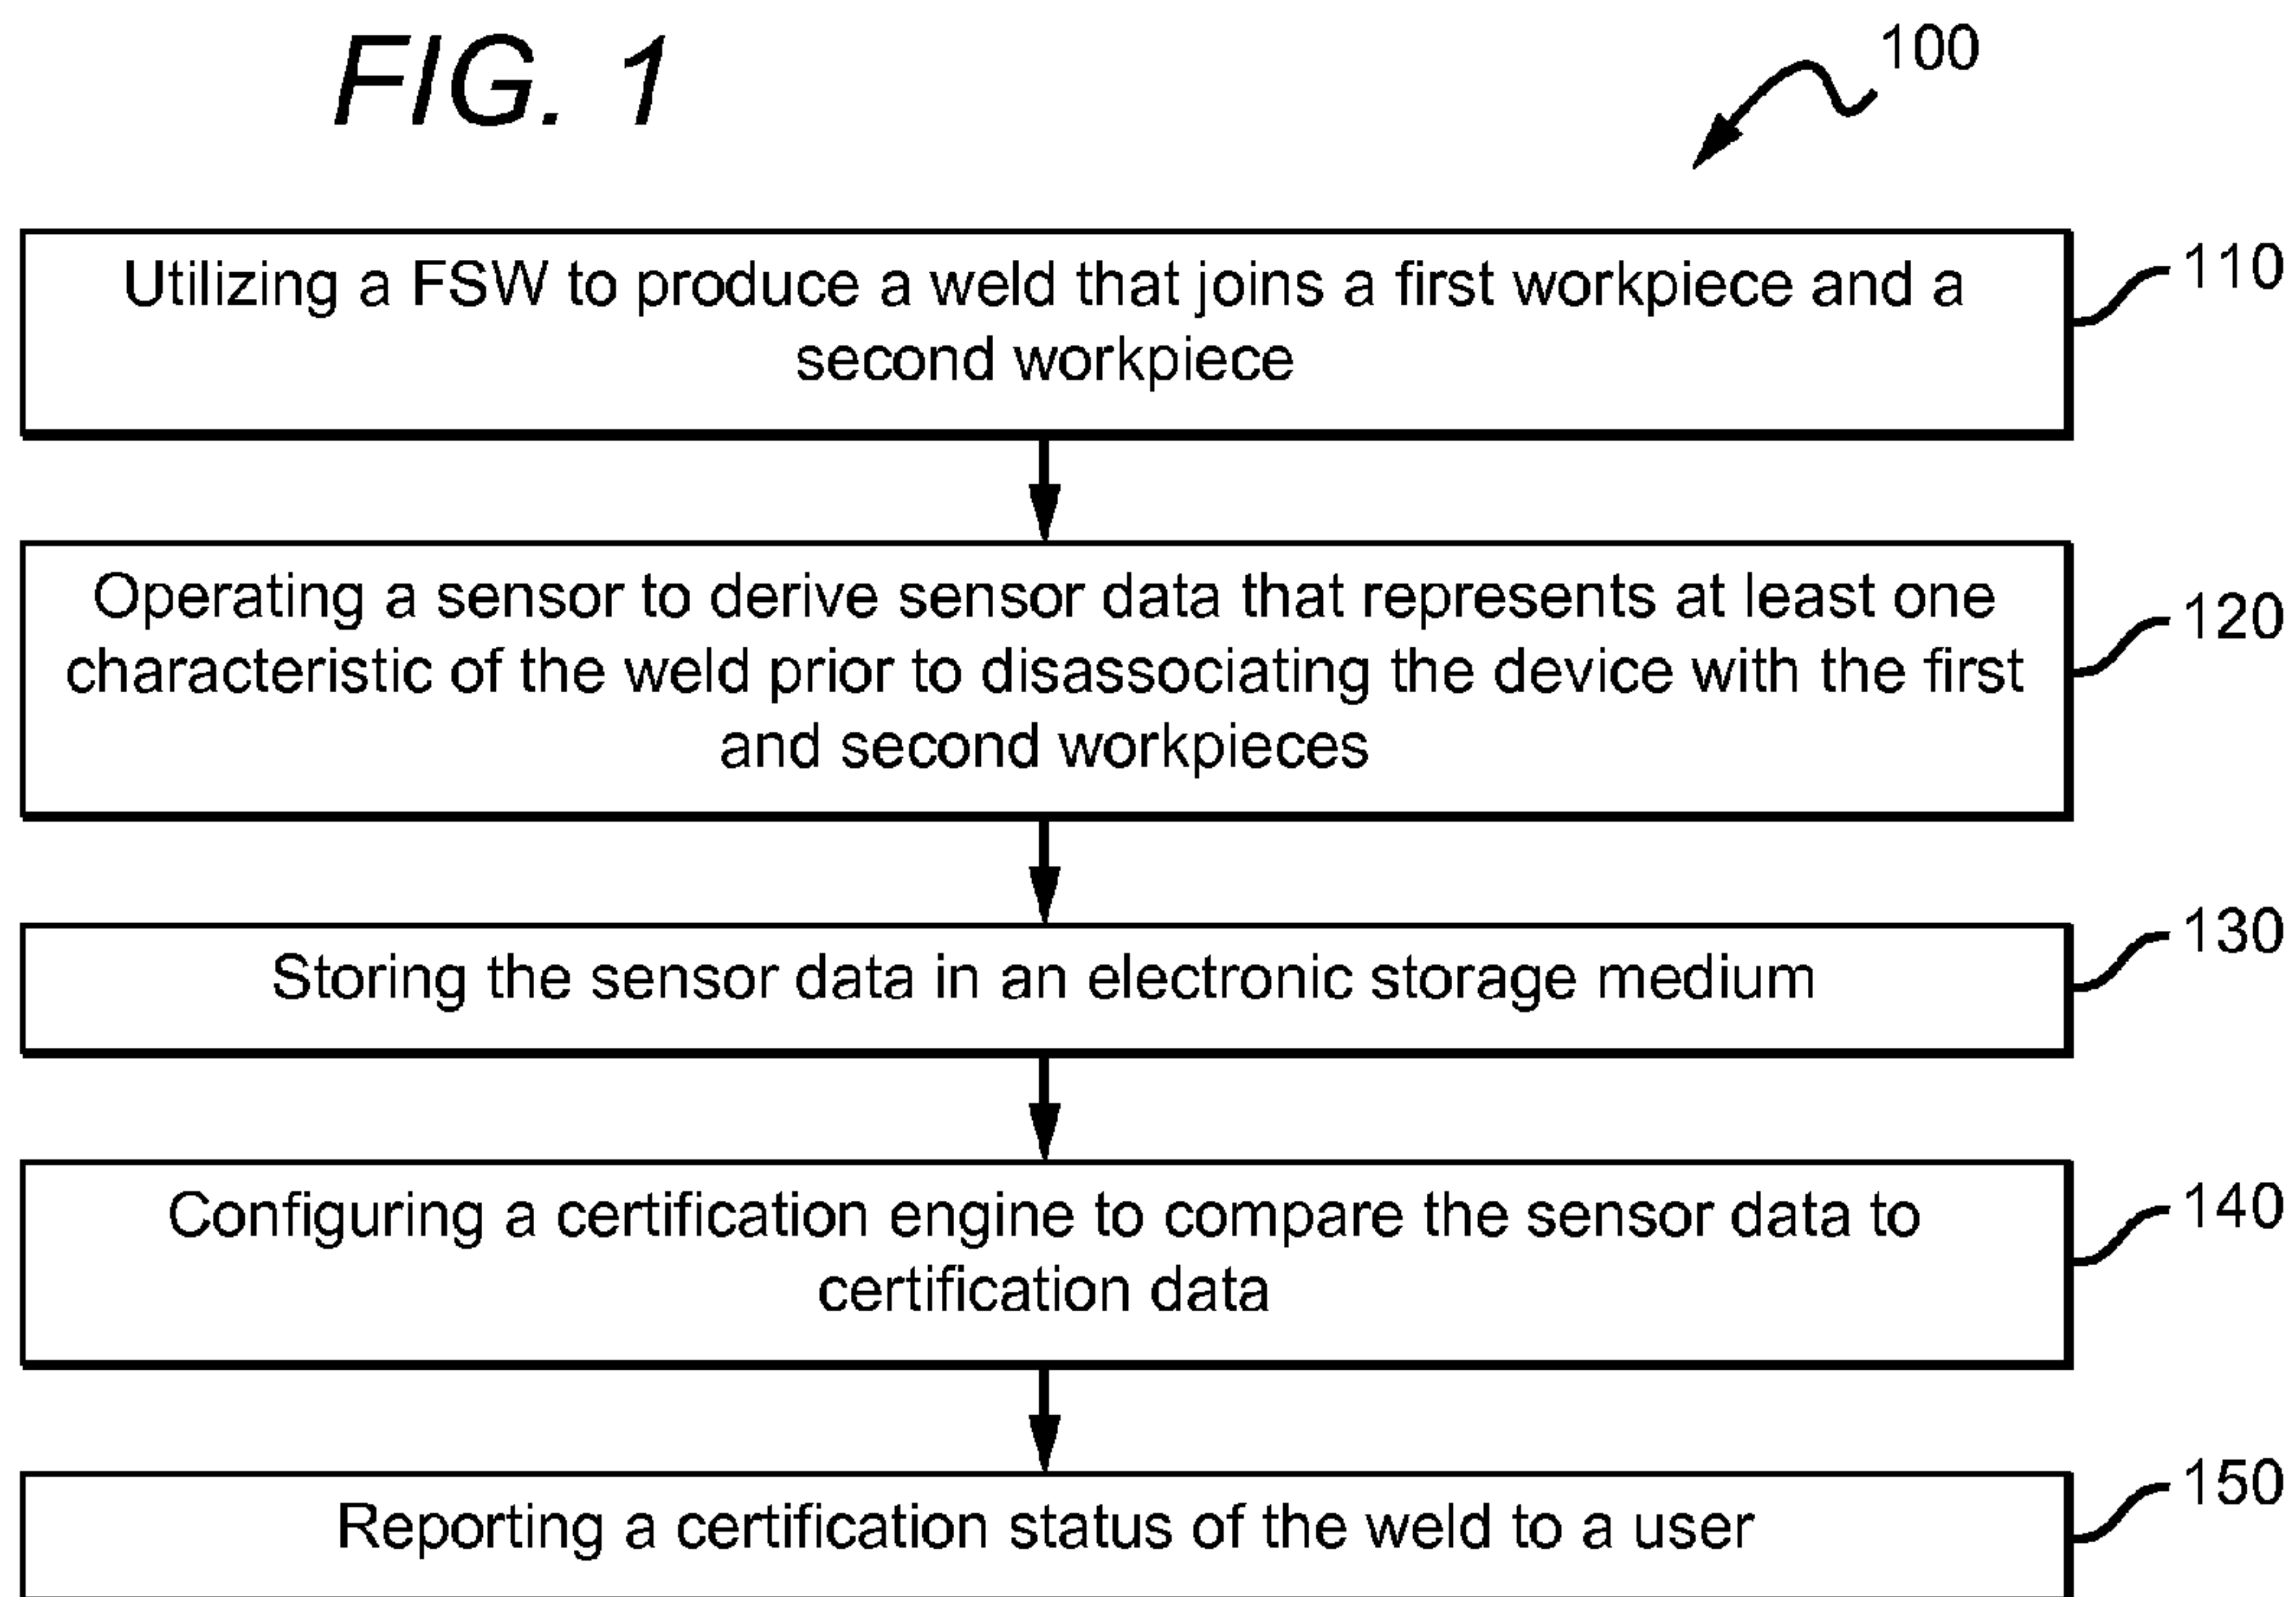 FIG. 1
100
Utilizing a FSW to produce a weld that joins a first workpiece and a
second workpiece
110
Operating a sensor to derive sensor data that represents at least one
characteristic of the weld prior to disassociating the device with the first
and second workpieces
120
Storing the sensor data in an electronic storage medium
130
Configuring a certification engine to compare the sensor data to
certification data
140
Reporting a certification status of the weld to a user
150